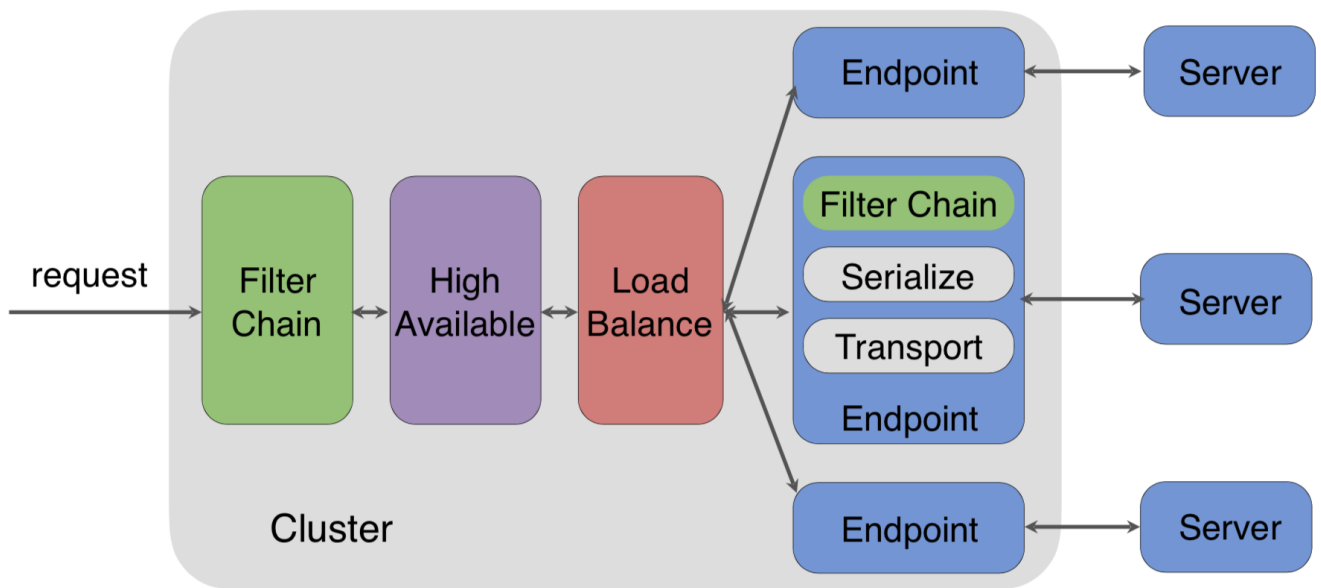 request
Filter
Chain
High
Available
Load
Balance
Endpoint
Server
Filter Chain
Serialize
Transport
Endpoint
Server
Endpoint
Server
Cluster